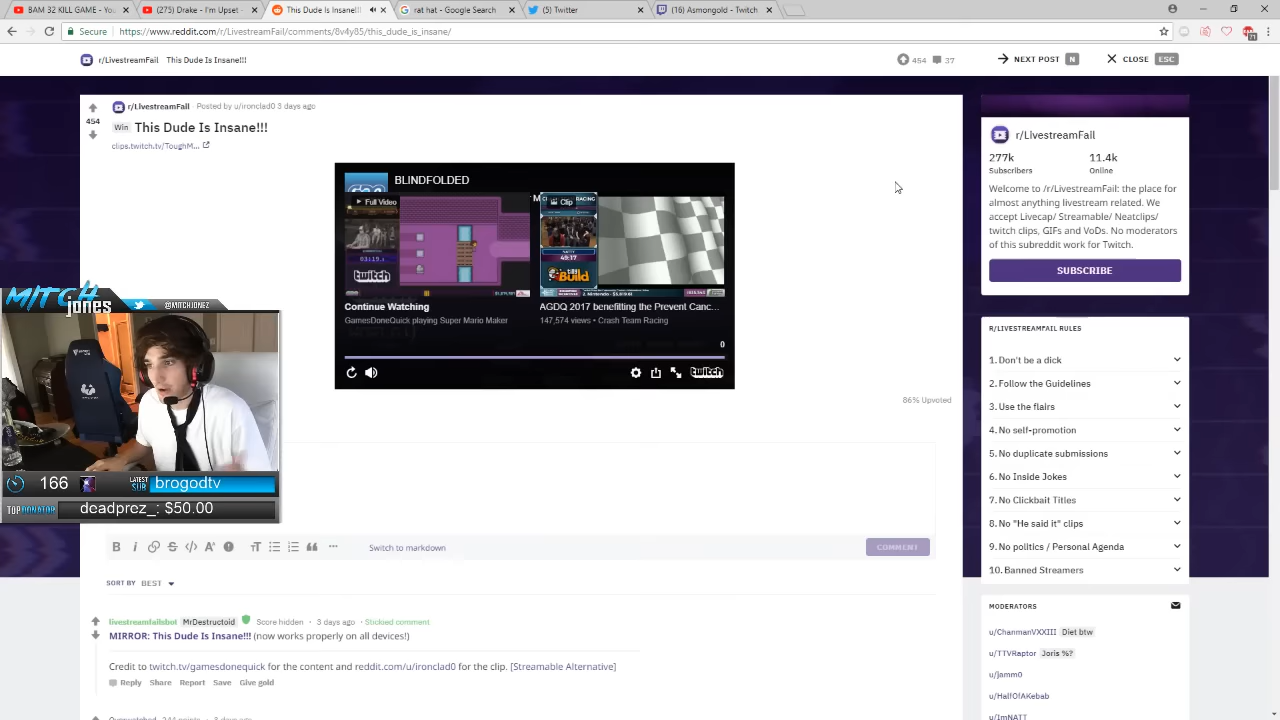 BAM 32 KILL GAME - Yo
(275) Drake - I'm Upset -
This Dude Is Insane!!!
rat hat - Google Search
(5) Twitter
(16) Asmongold - Twitch
Secure
https://www.reddit.com/r/LivestreamFail/comments/8v4y85/this_dude_is_insane/
r/LivestreamFail This Dude Is Insane!!!
454
37
NEXT POST N
CLOSE ESC
454
r/LivestreamFail · Posted by u/ironclad0 3 days ago
Win This Dude Is Insane!!!
clips.twitch.tv/ToughM...
BLINDFOLDED
Full Video
twitch
Clip
RACING
49:17
Build
Continue Watching
GamesDoneQuick playing Super Mario Maker
AGDQ 2017 benefitting the Prevent Canc...
147,574 views • Crash Team Racing
0
twitch
86% Upvoted
Switch to markdown
COMMENT
SORT BY BEST
livestreamfailsbot MrDestructoid Score hidden · 3 days ago · Stickied comment
MIRROR: This Dude Is Insane!!! (now works properly on all devices!)
Credit to twitch.tv/gamesdonequick for the content and reddit.com/u/ironclad0 for the clip. [Streamable Alternative]
Reply Share Report Save Give gold
r/LivestreamFail
277k
Subscribers
11.4k
Online
Welcome to /r/LivestreamFail: the place for
almost anything livestream related. We
accept Livecap/ Streamable/ Neatclips/
twitch clips, GIFs and VoDs. No moderators
of this subreddit work for Twitch.
SUBSCRIBE
R/LIVESTREAMFAIL RULES
1. Don't be a dick
2. Follow the Guidelines
3. Use the flairs
4. No self-promotion
5. No duplicate submissions
6. No Inside Jokes
7. No Clickbait Titles
8. No "He said it" clips
9. No politics / Personal Agenda
10. Banned Streamers
MODERATORS
u/ChanmanVXXIII Diet btw
u/TTVRaptor Joris %?
u/jamm0
u/HalfOfAKebab
u/ImNATT
MITCH
jones
@MITCHJONEZ
166
LATEST SUB
brogodtv
TOP DONATOR
deadprez_: $50.00